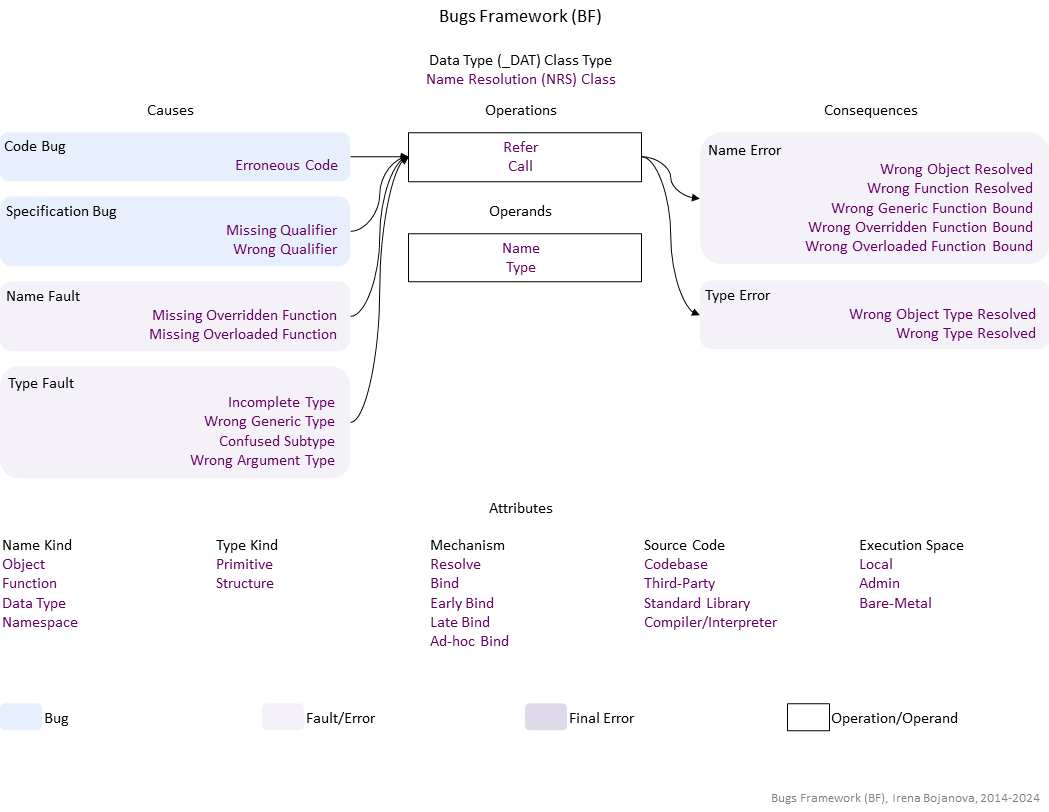 Bugs Framework (BF)
Data Type (_DAT) Class Type
Name Resolution (NRS) Class
Causes
Operations
Consequences
Code Bug
Erroneous Code
Specification Bug
Missing Qualifier
Wrong Qualifier
Name Fault
Missing Overridden Function
Missing Overloaded Function
Type Fault
Incomplete Type
Wrong Generic Type
Confused Subtype
Wrong Argument Type
Refer
Call
Operands
Name
Type
Name Error
Wrong Object Resolved
Wrong Function Resolved
Wrong Generic Function Bound
Wrong Overridden Function Bound
Wrong Overloaded Function Bound
Type Error
Wrong Object Type Resolved
Wrong Type Resolved
Attributes
Name Kind
Object
Function
Data Type
Namespace
Type Kind
Primitive
Structure
Mechanism
Resolve
Bind
Early Bind
Late Bind
Ad-hoc Bind
Source Code
Codebase
Third-Party
Standard Library
Compiler/Interpreter
Execution Space
Local
Admin
Bare-Metal
Bug
Fault/Error
Final Error
Operation/Operand
Bugs Framework (BF), Irena Bojanova, 2014-2024